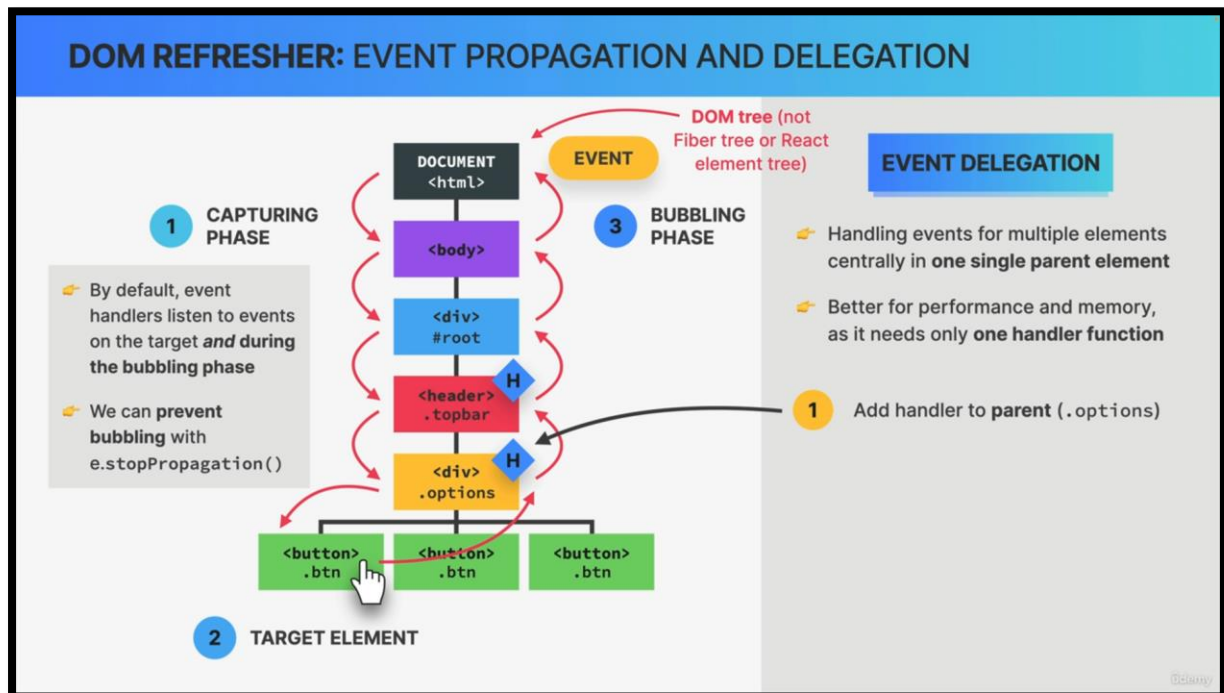 DOM REFRESHER: EVENT PROPAGATION AND DELEGATION
DOM tree (not
Fiber tree or React
element tree)
EVENT
DOCUMENT
<html>
1
CAPTURING
PHASE
3
BUBBLING
PHASE
<body>
👉 By default, event
handlers listen to events
on the target and during
the bubbling phase
👉 We can prevent
bubbling with
e.stopPropagation()
<div>
#root
<header>
.topbar
H
<div>
.options
H
<button>
.btn
<button>
.btn
<button>
.btn
2
TARGET ELEMENT
EVENT DELEGATION
👉 Handling events for multiple elements
centrally in one single parent element
👉 Better for performance and memory,
as it needs only one handler function
1
Add handler to parent (.options)
ûdemy